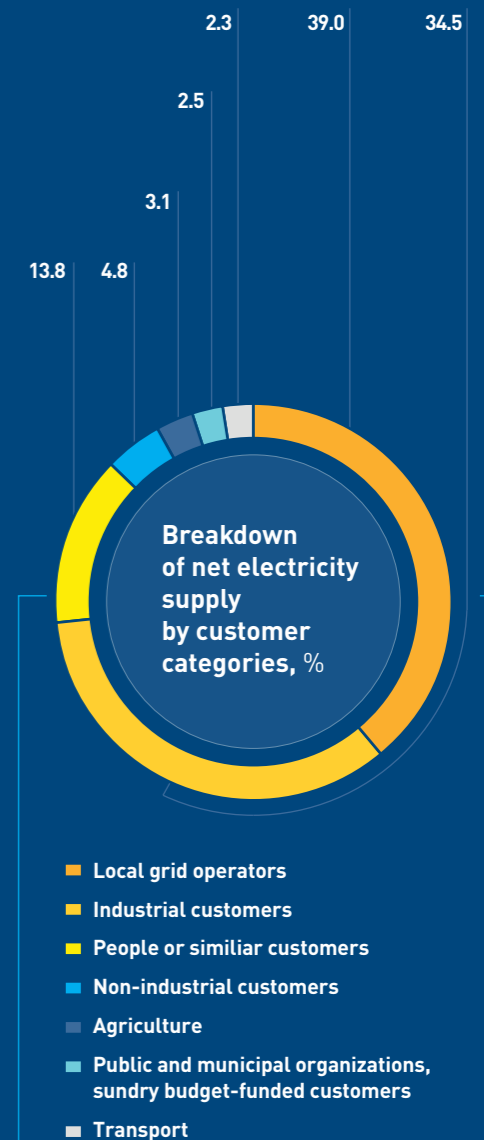 2.3 39.0 34.5
2.5
3.1
13.8 4.8
Breakdown
of net electricity
supply
by customer
categories, %
Local grid operators
Industrial customers
People or similiar customers
Non-industrial customers
Agriculture
Public and municipal organizations,
sundry budget-funded customers
Transport